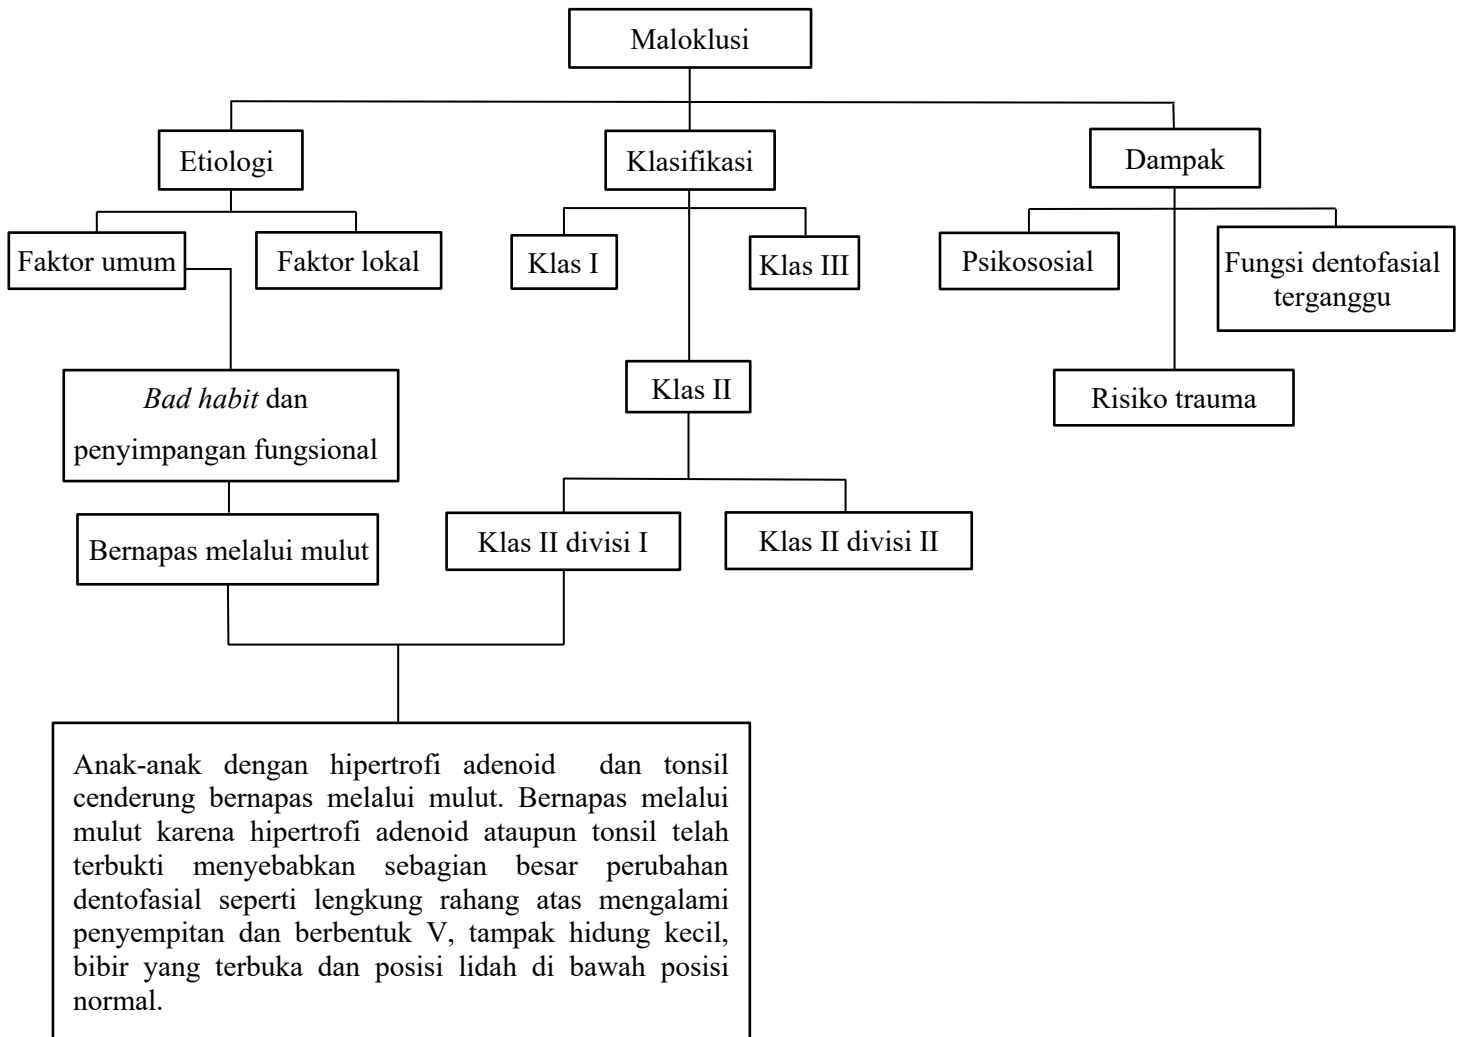 Maloklusi
Etiologi
Klasifikasi
Dampak
Faktor umum
Faktor lokal
Klas I
Klas III
Psikososial
Fungsi dentofasial
terganggu
Bad habit dan
penyimpangan fungsional
Klas II
Risiko trauma
Bernapas melalui mulut
Klas II divisi I
Klas II divisi II
Anak-anak dengan hipertrofi adenoid dan tonsil
cenderung bernapas melalui mulut. Bernapas melalui
mulut karena hipertrofi adenoid ataupun tonsil telah
terbukti menyebabkan sebagian besar perubahan
dentofasial seperti lengkung rahang atas mengalami
penyempitan dan berbentuk V, tampak hidung kecil,
bibir yang terbuka dan posisi lidah di bawah posisi
normal.